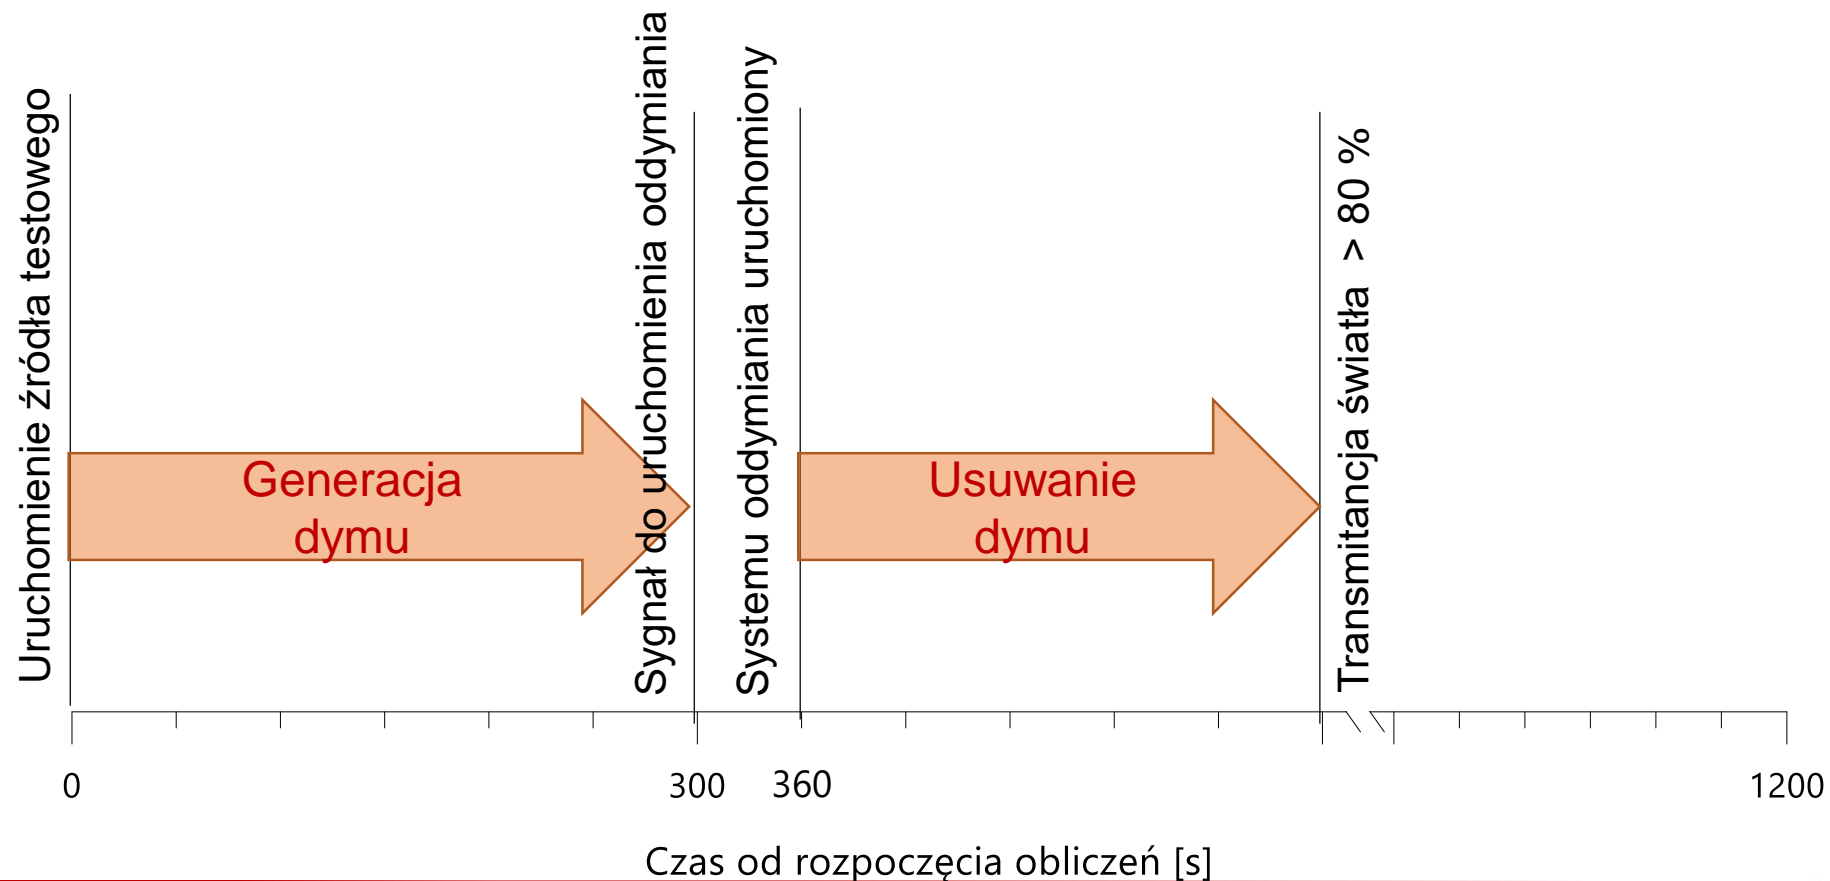 Uruchomienie źródła testowego
Sygnał do uruchomienia oddymiania
Systemu oddymiania uruchomiony
Transmitancja światła > 80 %
Generacja
dymu
Usuwanie
dymu
0
300
360
1200
Czas od rozpoczęcia obliczeń [s]